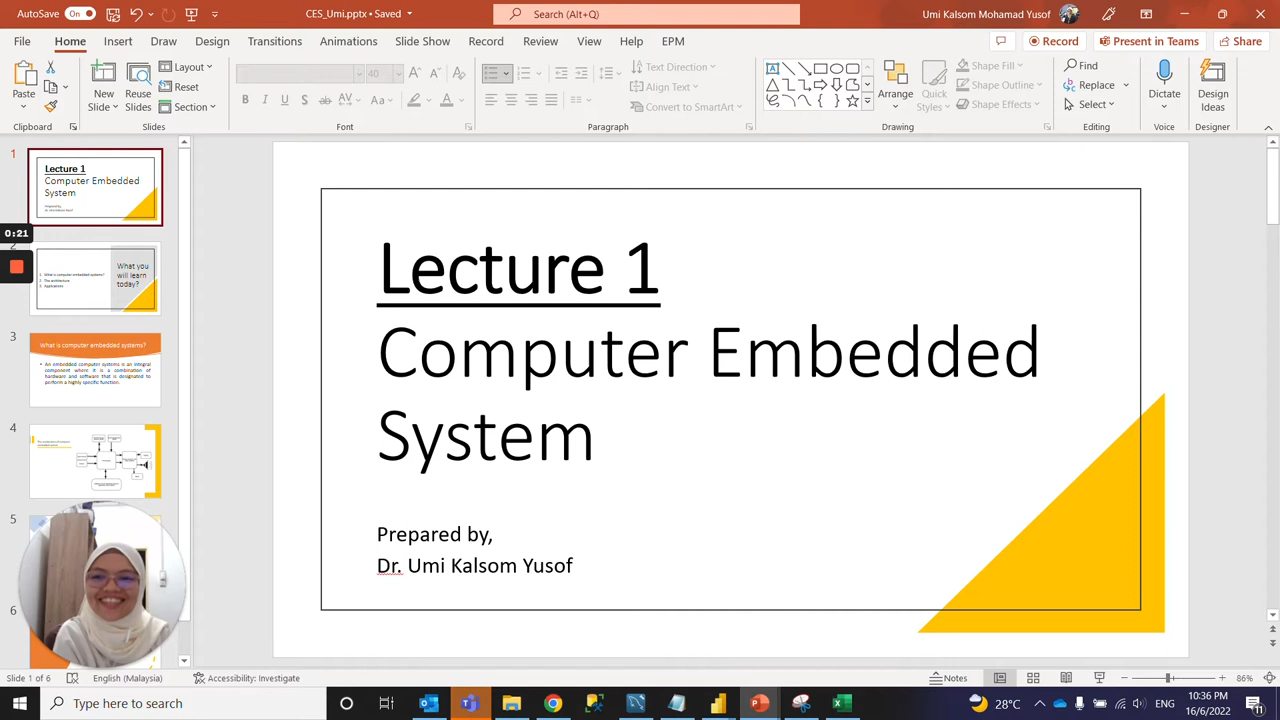 AutoSave On
CES_Umi.pptx • Saved
Search (Alt+Q)
Umi Kalsom Mohamad Yusof
File Home Insert Draw Design Transitions Animations Slide Show Record Review View Help EPM
Record Present in Teams Share
Paste
Clipboard
New Slide
Reuse Slides
Layout
Reset
Section
Slides
40
Font
Text Direction
Align Text
Convert to SmartArt
Paragraph
Arrange
Quick Styles
Shape Fill
Shape Outline
Shape Effects
Drawing
Find
Replace
Select
Editing
Dictate
Voice
Design Ideas
Designer
1
Lecture 1
Computer Embedded
System
0:21
2
1. What is computer embedded systems?
2. The architecture
3. Applications
What you
will learn
today?
3
What is computer embedded systems?
• An embedded computer systems is an integral
component where it is a combination of
hardware and software that is designated to
perform a highly specific function.
4
5
6
Lecture 1
Computer Embedded
System
Prepared by,
Dr. Umi Kalsom Yusof
Slide 1 of 6
English (Malaysia)
Accessibility: Investigate
Notes
86%
Type here to search
28°C
ENG
10:36 PM
16/6/2022
11